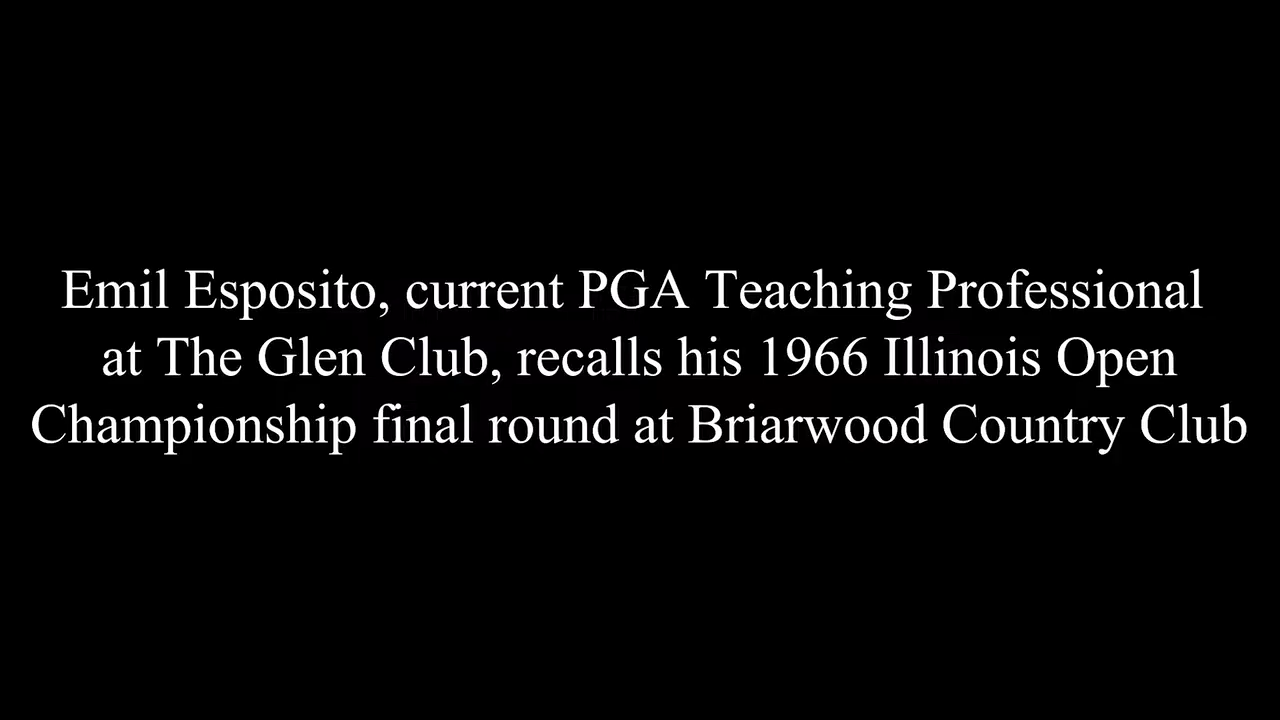 Emil Esposito, current PGA Teaching Professional
at The Glen Club, recalls his 1966 Illinois Open
Championship final round at Briarwood Country Club